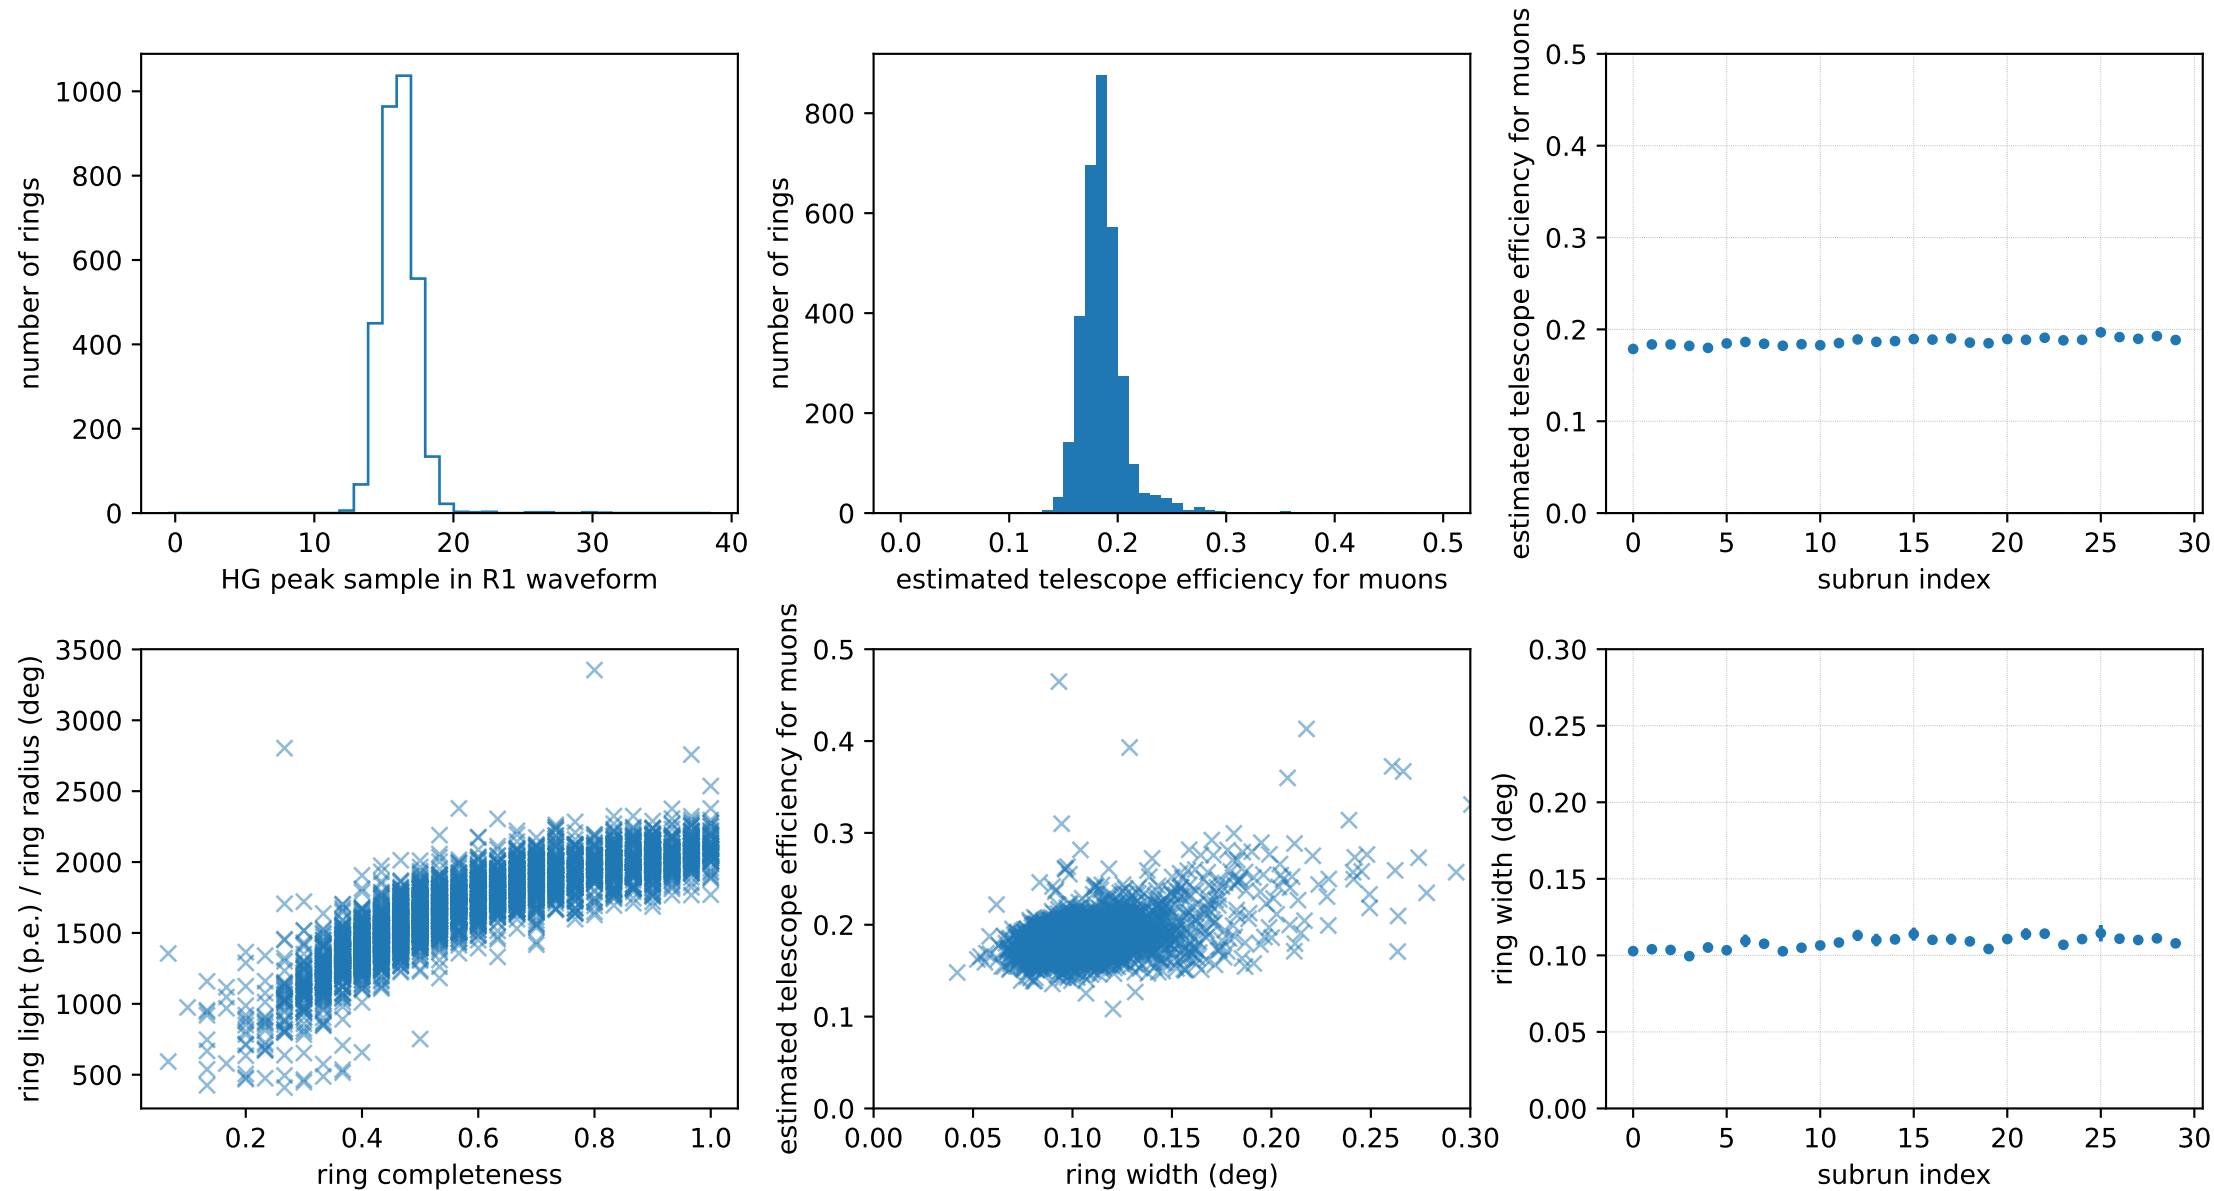 1000
800
600
400
200
0
number of rings
0 10 20 30 40
HG peak sample in R1 waveform
800
600
400
200
0
number of rings
0.0 0.1 0.2 0.3 0.4 0.5
estimated telescope efficiency for muons
0.5
0.4
0.3
0.2
0.1
0.0
estimated telescope efficiency for muons
0 5 10 15 20 25 30
subrun index
3500
3000
2500
2000
1500
1000
500
ring light (p.e.) / ring radius (deg)
0.2 0.4 0.6 0.8 1.0
ring completeness
0.5
0.4
0.3
0.2
0.1
0.0
estimated telescope efficiency for muons
0.00 0.05 0.10 0.15 0.20 0.25 0.30
ring width (deg)
0.30
0.25
0.20
0.15
0.10
0.05
0.00
ring width (deg)
0 5 10 15 20 25 30
subrun index